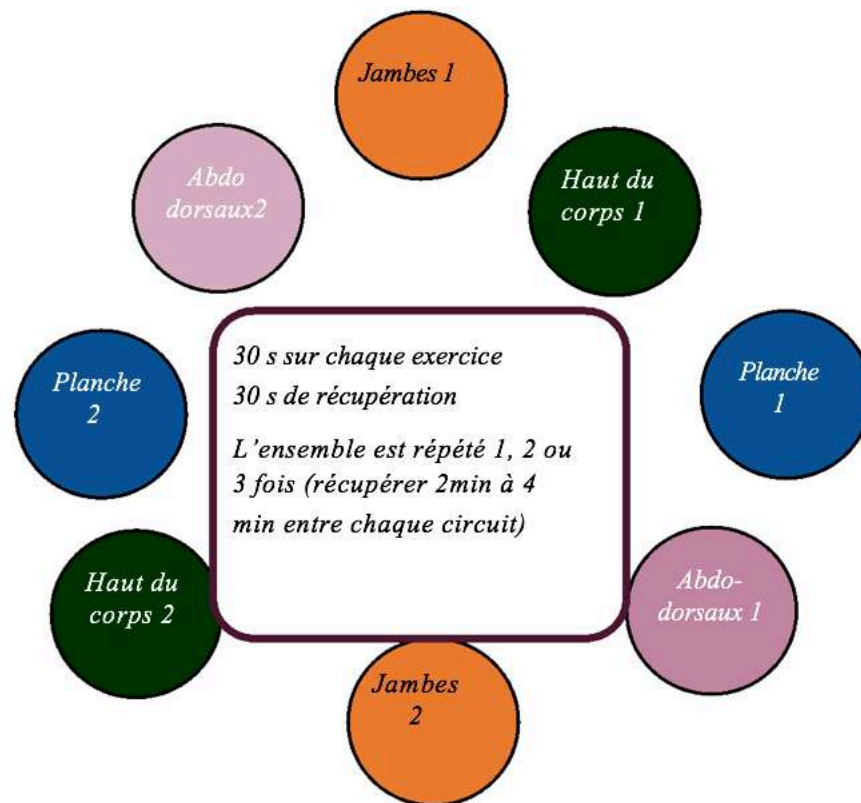 Jambes 1
Haut du
corps 1
Planche
1
Abdo-
dorsaux 1
Jambes
2
Haut du
corps 2
Planche
2
Abdo
dorsaux2
30 s sur chaque exercice
30 s de récupération
L'ensemble est répété 1, 2 ou
3 fois (récupérer 2min à 4
min entre chaque circuit)